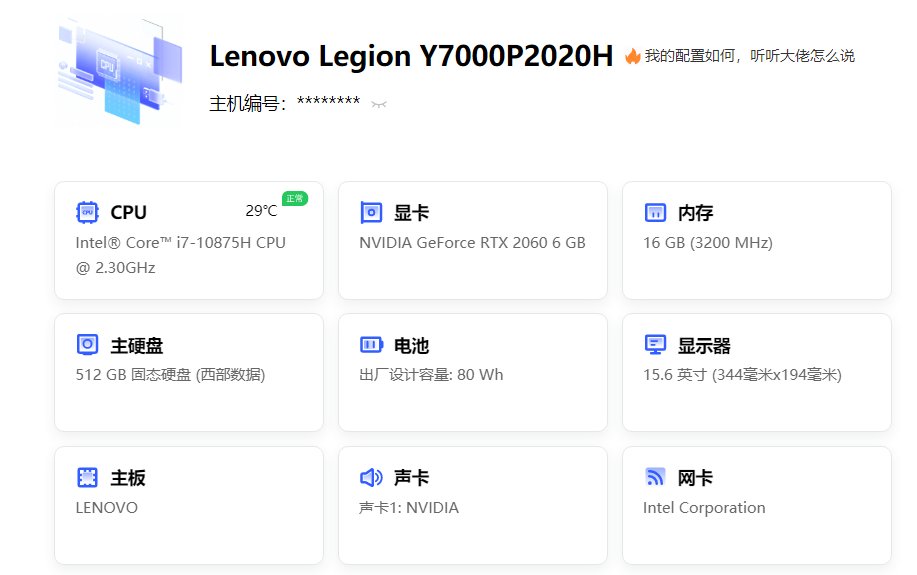 Lenovo Legion Y7000P2020H 我的配置如何，听听大佬怎么说
主机编号：********
CPU 29℃ 正常
Intel® Core™ i7-10875H CPU
@ 2.30GHz
显卡
NVIDIA GeForce RTX 2060 6 GB
内存
16 GB (3200 MHz)
主硬盘
512 GB 固态硬盘 (西部数据)
电池
出厂设计容量: 80 Wh
显示器
15.6 英寸 (344毫米x194毫米)
主板
LENOVO
声卡
声卡1: NVIDIA
网卡
Intel Corporation